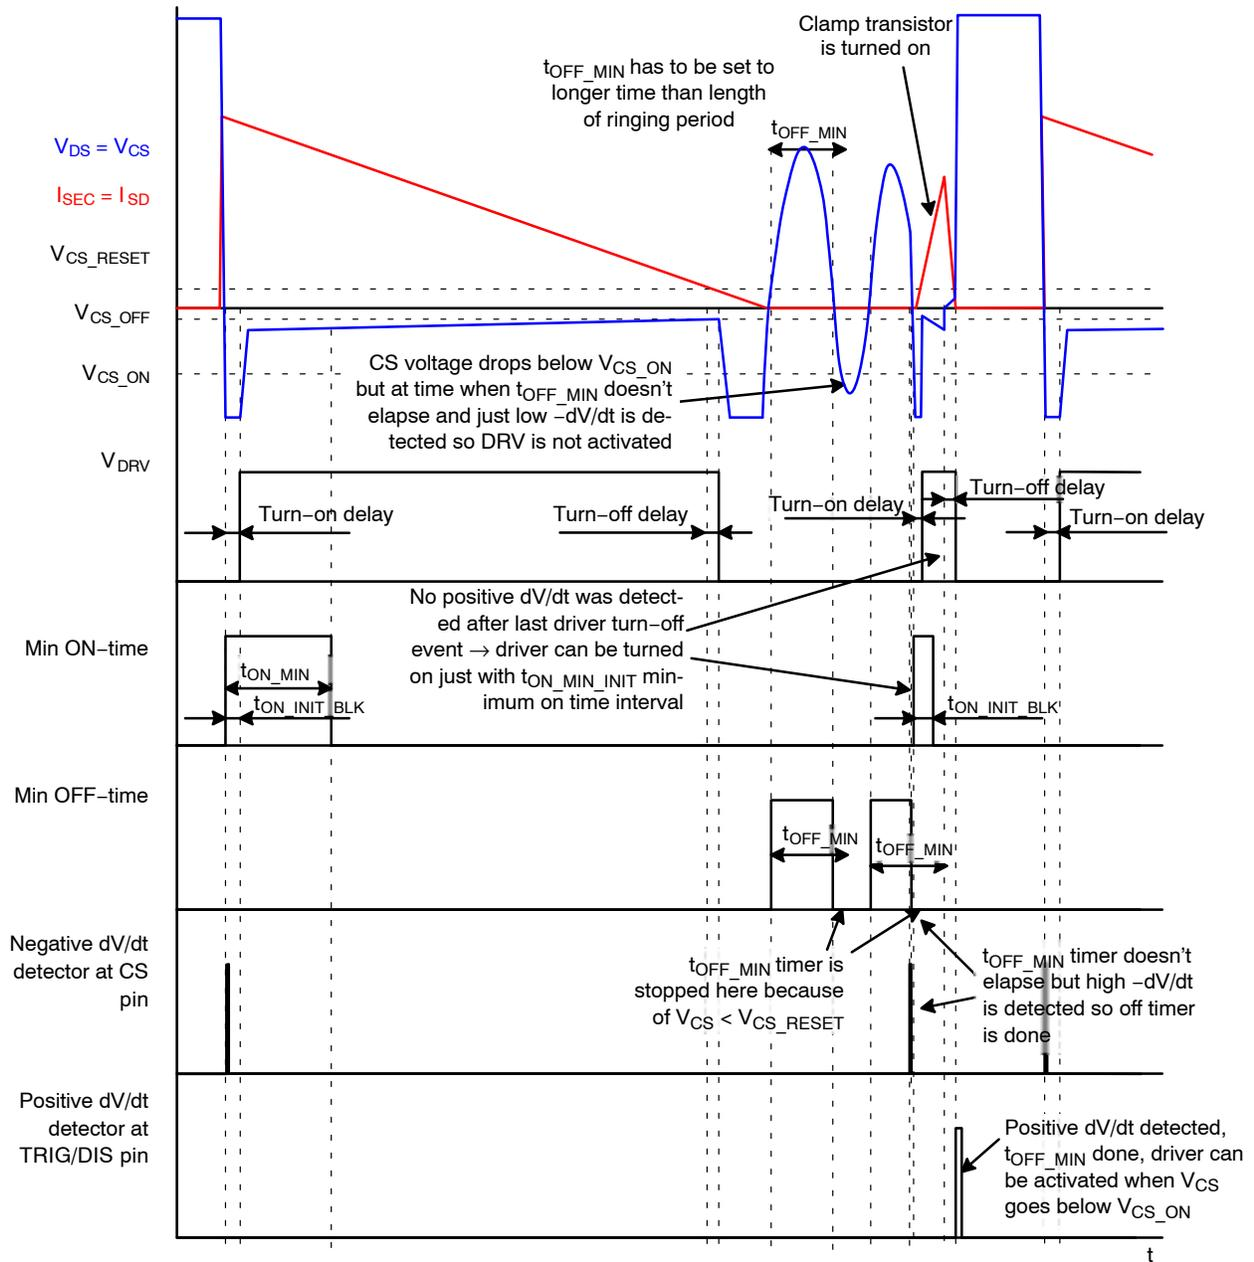 Clamp transistor
is turned on
tOFF_MIN has to be set to
longer time than length
of ringing period
tOFF_MIN
VDS = VCS
ISEC = ISD
VCS_RESET
VCS_OFF
VCS_ON
CS voltage drops below VCS_ON
but at time when tOFF_MIN doesn't
elapse and just low −dV/dt is de-
tected so DRV is not activated
VDRV
Turn−on delay
Turn−off delay
Turn−on delay
Turn−off delay
Turn−on delay
No positive dV/dt was detect-
ed after last driver turn−off
event → driver can be turned
on just with tON_MIN_INIT min-
imum on time interval
Min ON−time
tON_MIN
tON_INIT_BLK
tON_INIT_BLK
Min OFF−time
tOFF_MIN
tOFF_MIN
Negative dV/dt
detector at CS
pin
tOFF_MIN timer is
stopped here because
of VCS < VCS_RESET
tOFF_MIN timer doesn't
elapse but high −dV/dt
is detected so off timer
is done
Positive dV/dt
detector at
TRIG/DIS pin
Positive dV/dt detected,
tOFF_MIN done, driver can
be activated when VCS
goes below VCS_ON
t